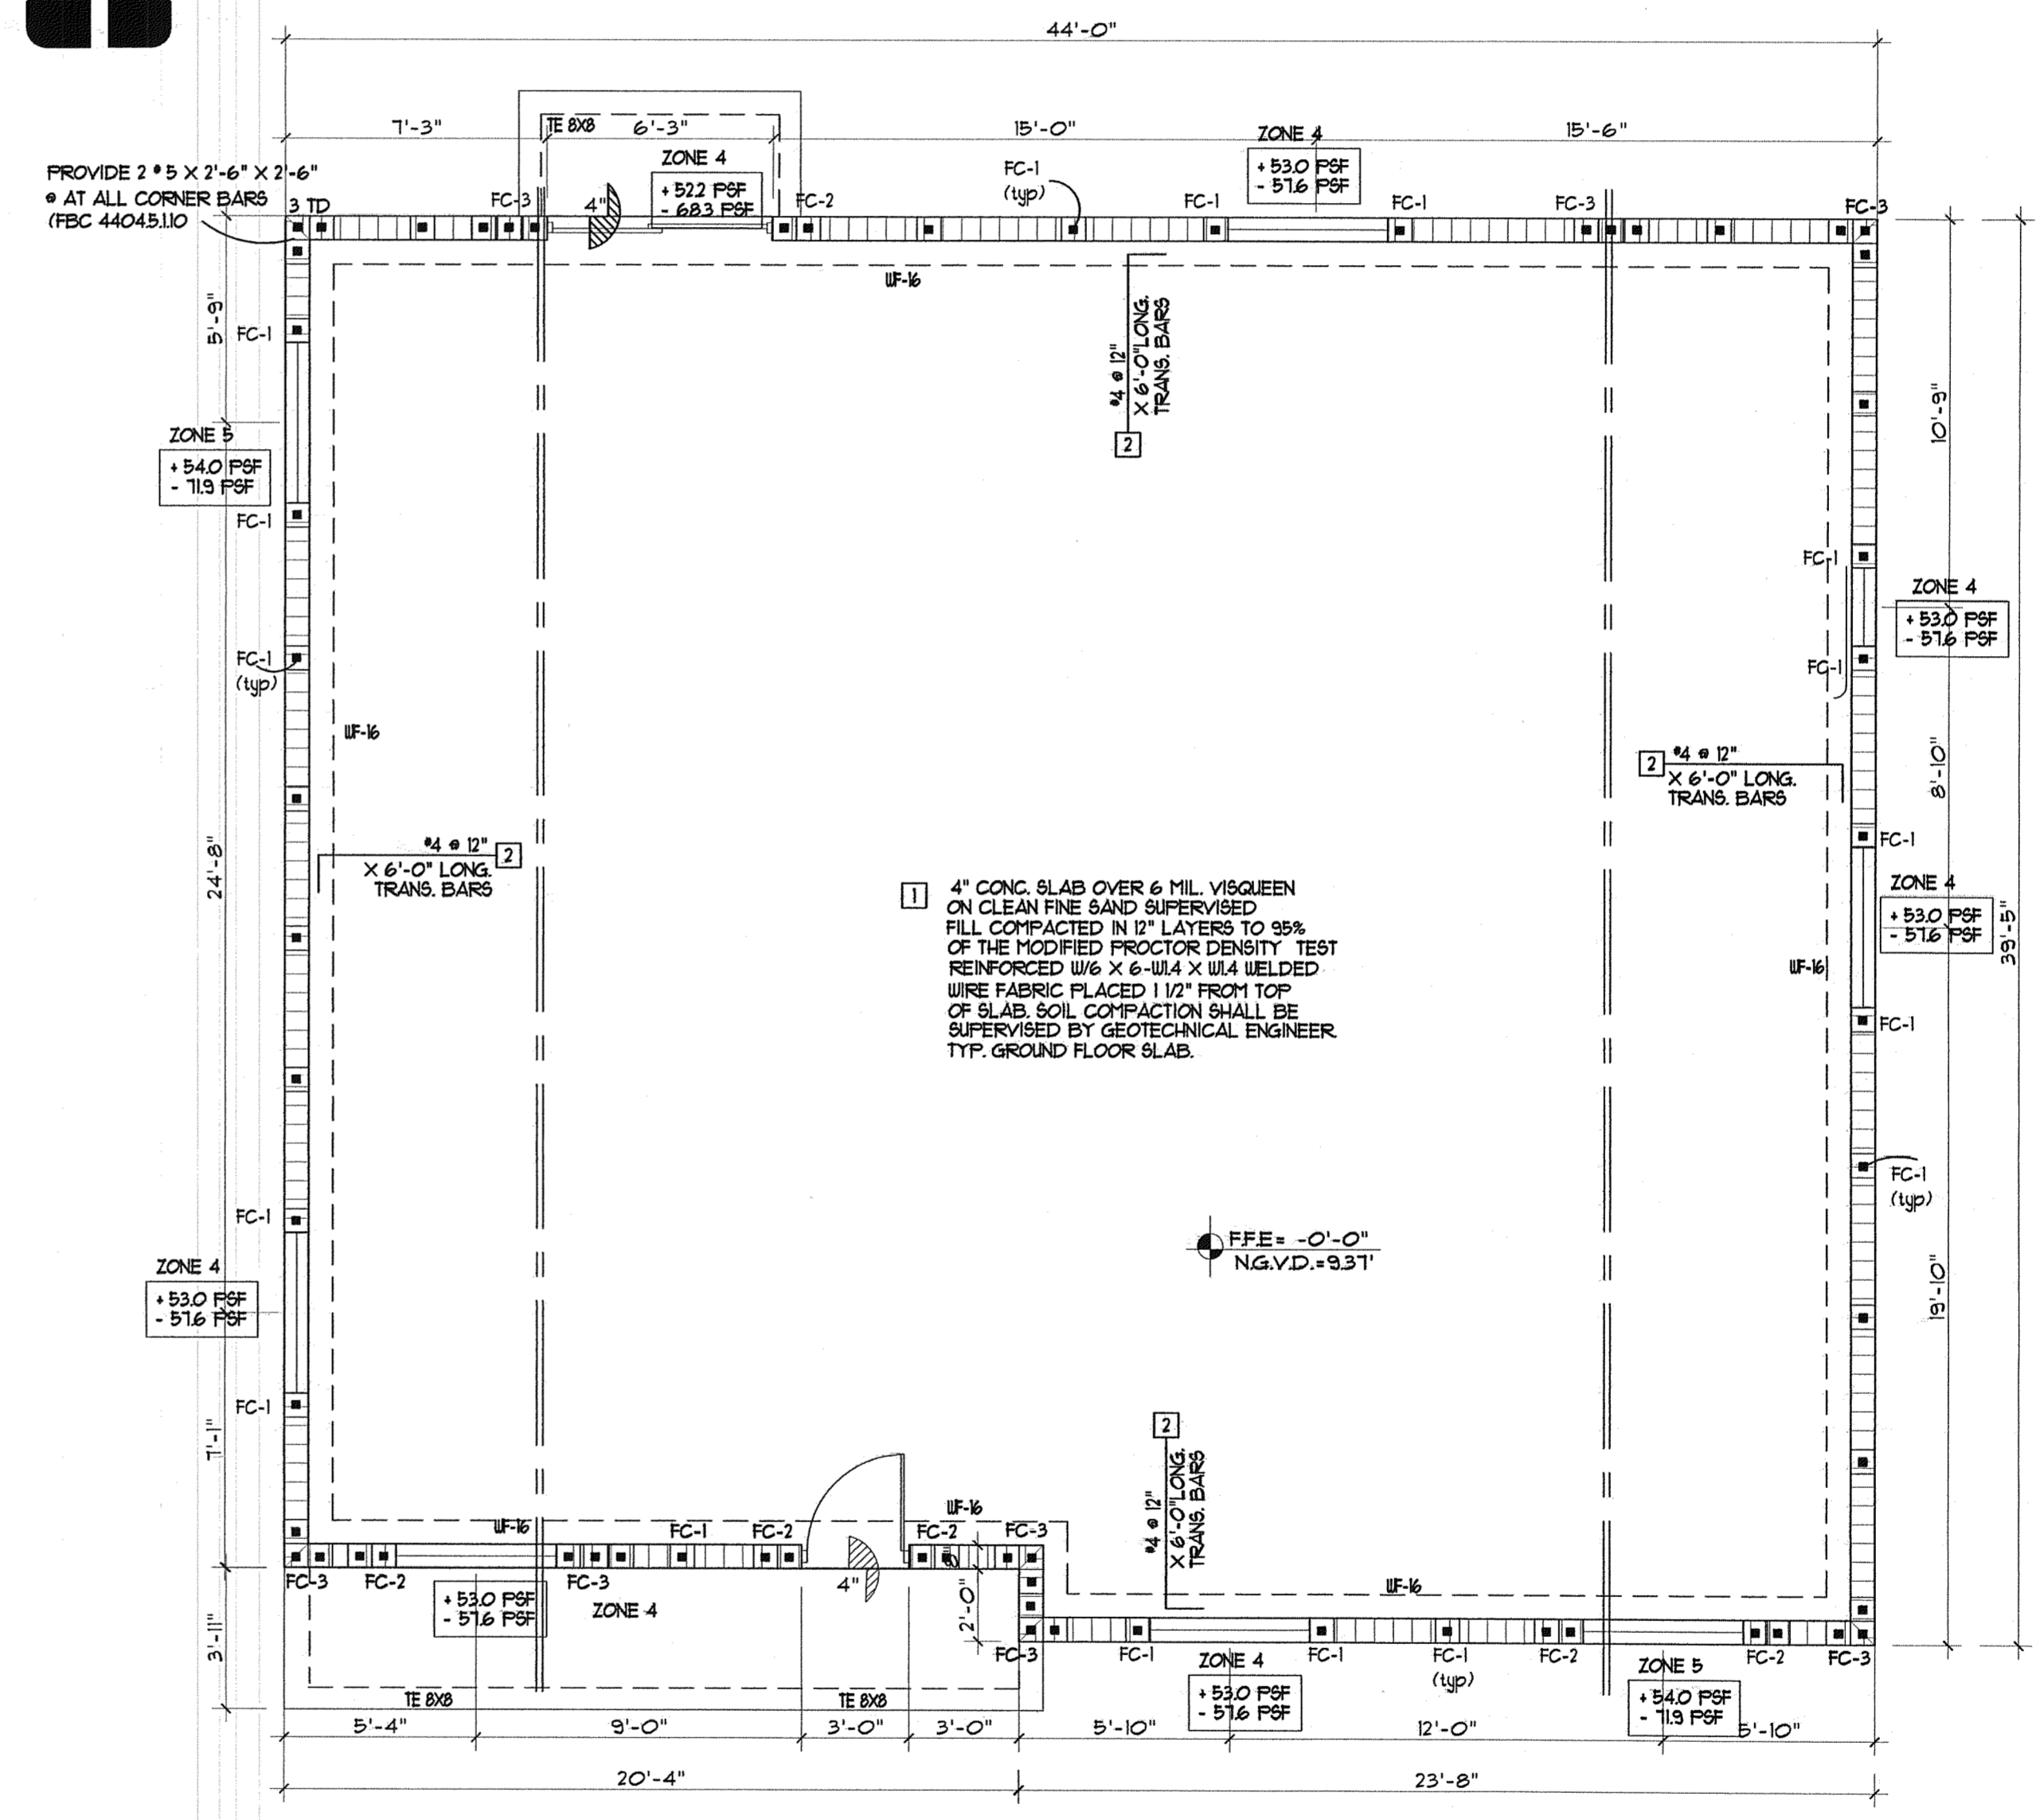 44'-0"
7'-3"
TE 8X8
6'-3"
15'-0"
15'-6"
ZONE 4
+ 52.2 PSF
- 68.3 PSF
ZONE 4
+ 53.0 PSF
- 57.6 PSF
PROVIDE 2 #5 X 2'-6" X 2'-6"
@ AT ALL CORNER BARS
(FBC 4404.5.1.10
3 TD
FC-3
4"
FC-2
FC-1
(typ)
FC-1
FC-1
FC-3
FC-3
WF-16
5'-9"
FC-1
#4 @ 12"
X 6'-0" LONG.
TRANS. BARS
2
10'-9"
ZONE 5
+ 54.0 PSF
- 71.9 PSF
FC-1
FC-1
ZONE 4
+ 53.0 PSF
- 57.6 PSF
FC-1
FC-1
(typ)
WF-16
2
#4 @ 12"
X 6'-0" LONG.
TRANS. BARS
8'-10"
24'-8"
#4 @ 12"
2
X 6'-0" LONG.
TRANS. BARS
FC-1
ZONE 4
+ 53.0 PSF
- 57.6 PSF
39'-5"
WF-16
FC-1
1
4" CONC. SLAB OVER 6 MIL. VISQUEEN
ON CLEAN FINE SAND SUPERVISED
FILL COMPACTED IN 12" LAYERS TO 95%
OF THE MODIFIED PROCTOR DENSITY TEST
REINFORCED W/6 X 6-W1.4 X W1.4 WELDED
WIRE FABRIC PLACED 1 1/2" FROM TOP
OF SLAB. SOIL COMPACTION SHALL BE
SUPERVISED BY GEOTECHNICAL ENGINEER
TYP. GROUND FLOOR SLAB.
FC-1
(typ)
FC-1
F.F.E = -0'-0"
N.G.V.D.=9.37'
19'-10"
ZONE 4
+ 53.0 PSF
- 57.6 PSF
FC-1
7'-1"
2
#4 @ 12"
X 6'-0" LONG.
TRANS. BARS
WF-16
WF-16
FC-1
FC-2
FC-2
FC-3
8"
FC-3
FC-2
FC-3
4"
+ 53.0 PSF
- 57.6 PSF
ZONE 4
2'-0"
WF-16
3'-11"
FC-3
FC-1
FC-1
FC-1
(typ)
FC-2
FC-2
FC-3
ZONE 4
+ 53.0 PSF
- 57.6 PSF
ZONE 5
+ 54.0 PSF
- 71.9 PSF
TE 8X8
TE 8X8
5'-4"
9'-0"
3'-0"
3'-0"
5'-10"
12'-0"
5'-10"
20'-4"
23'-8"